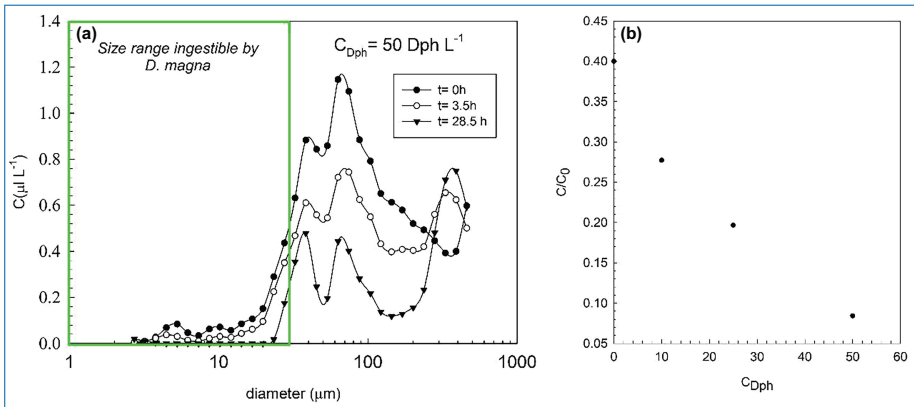 (a)
Size range ingestible by
D. magna
C_Dph= 50 Dph L⁻¹
t= 0h
t= 3.5h
t= 28.5 h
C(μl L⁻¹)
1.4
1.2
1.0
0.8
0.6
0.4
0.2
0.0
1 10 100 1000
diameter (μm)
(b)
C/C₀
0.40
0.35
0.30
0.25
0.20
0.15
0.10
0.05
0 10 20 30 40 50 60
C_Dph